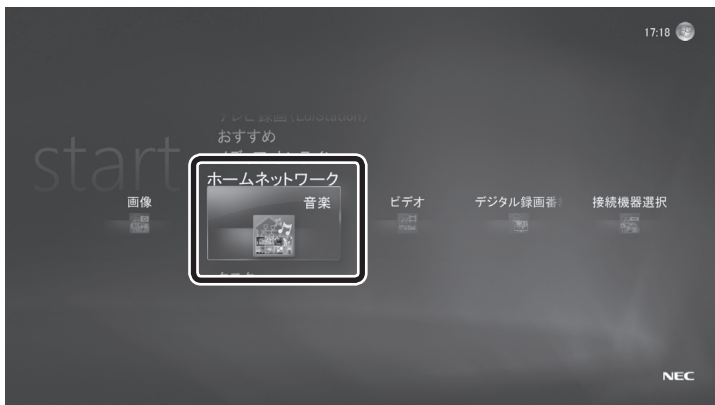 17:18
おすすめ
start
ホームネットワーク
画像
音楽
ビデオ
デジタル録画番
接続機器選択
NEC